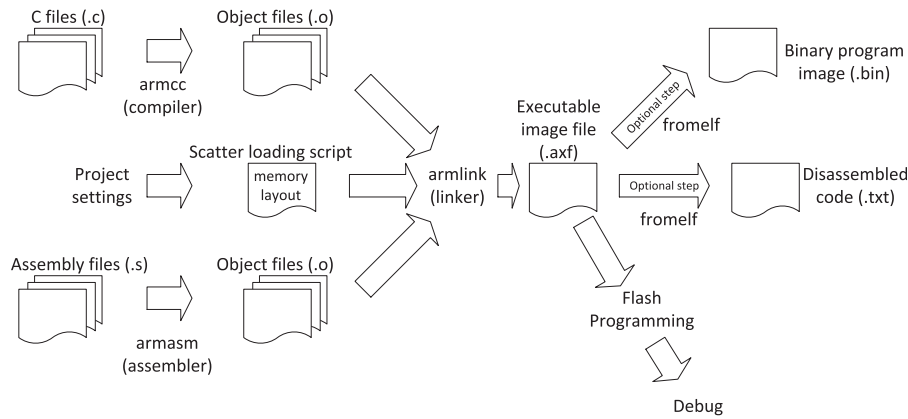 C files (.c)
Object files (.o)
armcc
(compiler)
Binary program
image (.bin)
Optional step
fromelf
Executable
image file
(.axf)
Project
settings
Scatter loading script
memory
layout
armlink
(linker)
Optional step
fromelf
Disassembled
code (.txt)
Assembly files (.s)
Object files (.o)
armasm
(assembler)
Flash
Programming
Debug